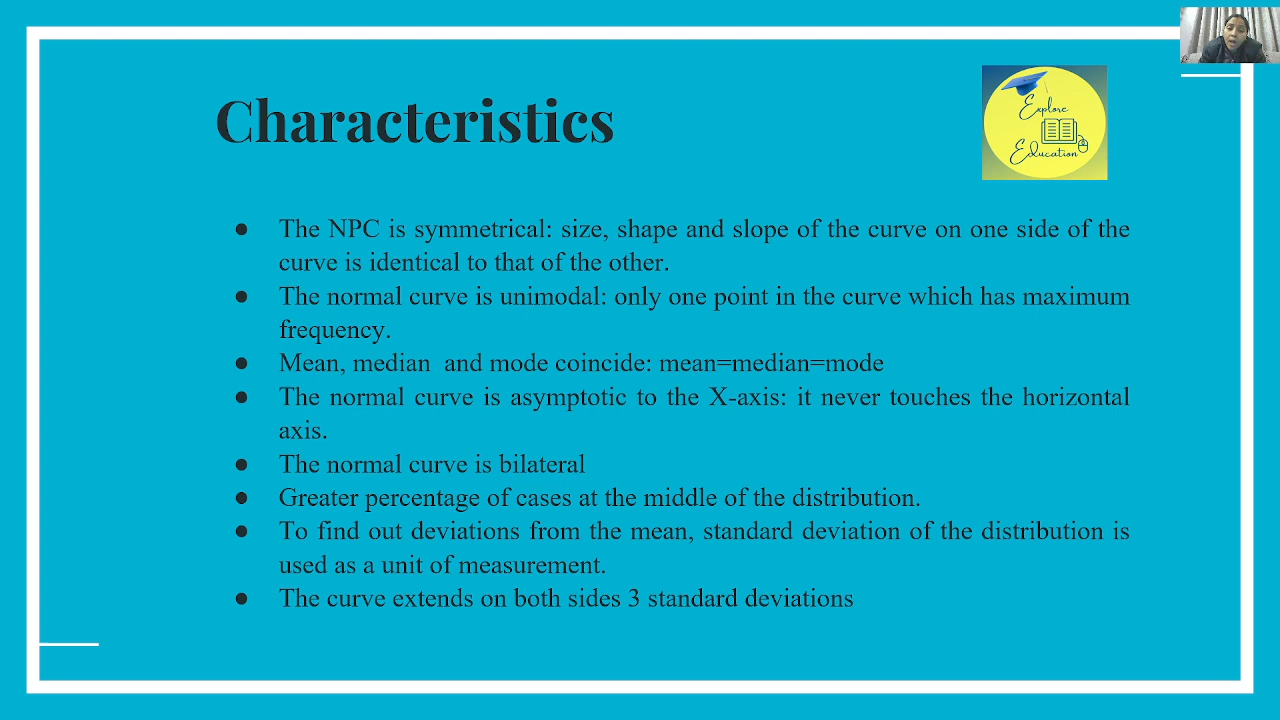 Characteristics
Explore
Education
● The NPC is symmetrical: size, shape and slope of the curve on one side of the
curve is identical to that of the other.
● The normal curve is unimodal: only one point in the curve which has maximum
frequency.
● Mean, median  and mode coincide: mean=median=mode
● The normal curve is asymptotic to the X-axis: it never touches the horizontal
axis.
● The normal curve is bilateral
● Greater percentage of cases at the middle of the distribution.
● To find out deviations from the mean, standard deviation of the distribution is
used as a unit of measurement.
● The curve extends on both sides 3 standard deviations